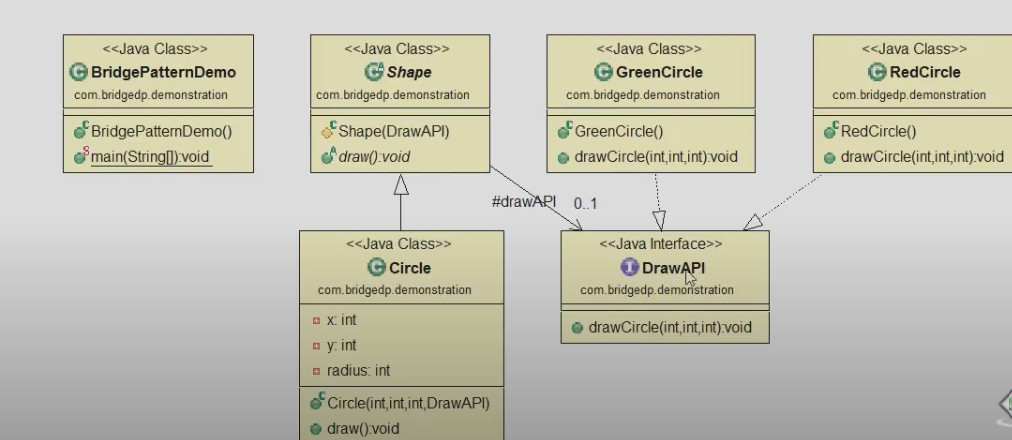 <<Java Class>>
BridgePatternDemo
com.bridgedp.demonstration
BridgePatternDemo()
main(String[]):void
<<Java Class>>
Shape
com.bridgedp.demonstration
Shape(DrawAPI)
draw():void
<<Java Class>>
GreenCircle
com.bridgedp.demonstration
GreenCircle()
drawCircle(int,int,int):void
<<Java Class>>
RedCircle
com.bridgedp.demonstration
RedCircle()
drawCircle(int,int,int):void
#drawAPI 0..1
<<Java Class>>
Circle
com.bridgedp.demonstration
x: int
y: int
radius: int
Circle(int,int,int,DrawAPI)
draw():void
<<Java Interface>>
DrawAPI
com.bridgedp.demonstration
drawCircle(int,int,int):void